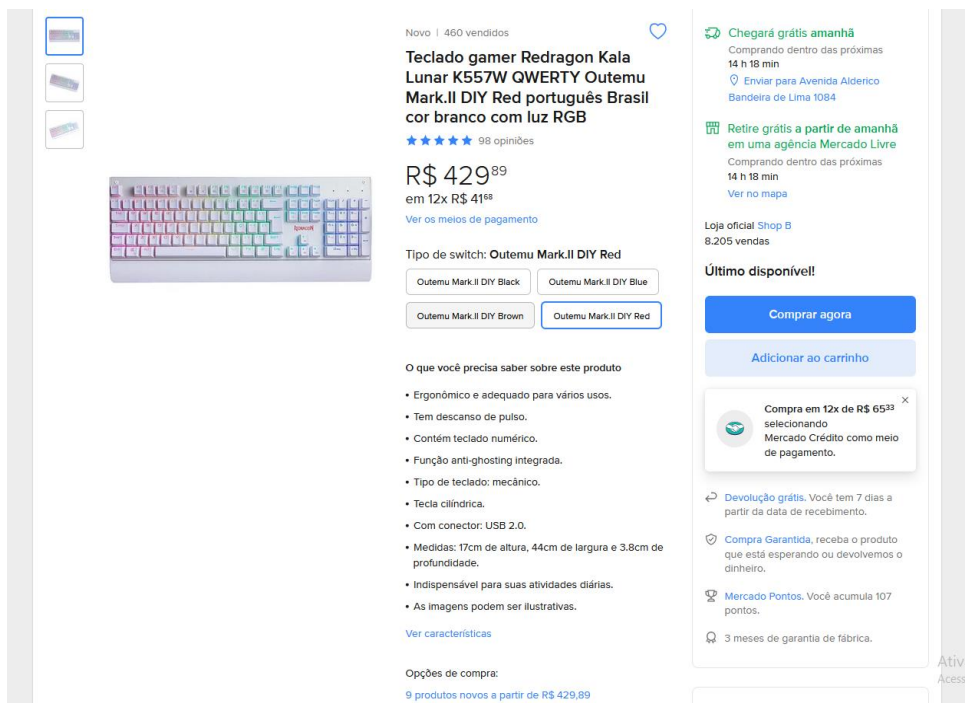 Novo | 460 vendidos
Teclado gamer Redragon Kala
Lunar K557W QWERTY Outemu
Mark.II DIY Red português Brasil
cor branco com luz RGB
98 opiniões
R$ 429 89
em 12x R$ 41 68
Ver os meios de pagamento
Tipo de switch: Outemu Mark.II DIY Red
Outemu Mark.II DIY Black
Outemu Mark.II DIY Blue
Outemu Mark.II DIY Brown
Outemu Mark.II DIY Red
O que você precisa saber sobre este produto
• Ergonômico e adequado para vários usos.
• Tem descanso de pulso.
• Contém teclado numérico.
• Função anti-ghosting integrada.
• Tipo de teclado: mecânico.
• Tecla cilíndrica.
• Com conector: USB 2.0.
• Medidas: 17cm de altura, 44cm de largura e 3.8cm de
profundidade.
• Indispensável para suas atividades diárias.
• As imagens podem ser ilustrativas.
Ver características
Opções de compra:
9 produtos novos a partir de R$ 429,89
Chegará grátis amanhã
Comprando dentro das próximas
14 h 18 min
Enviar para Avenida Alderico
Bandeira de Lima 1084
Retire grátis a partir de amanhã
em uma agência Mercado Livre
Comprando dentro das próximas
14 h 18 min
Ver no mapa
Loja oficial Shop B
8.205 vendas
Último disponível!
Comprar agora
Adicionar ao carrinho
Compra em 12x de R$ 65 33
selecionando
Mercado Crédito como meio
de pagamento.
Devolução grátis. Você tem 7 dias a
partir da data de recebimento.
Compra Garantida, receba o produto
que está esperando ou devolvemos o
dinheiro.
Mercado Pontos. Você acumula 107
pontos.
3 meses de garantia de fábrica.
Ativ
Acess